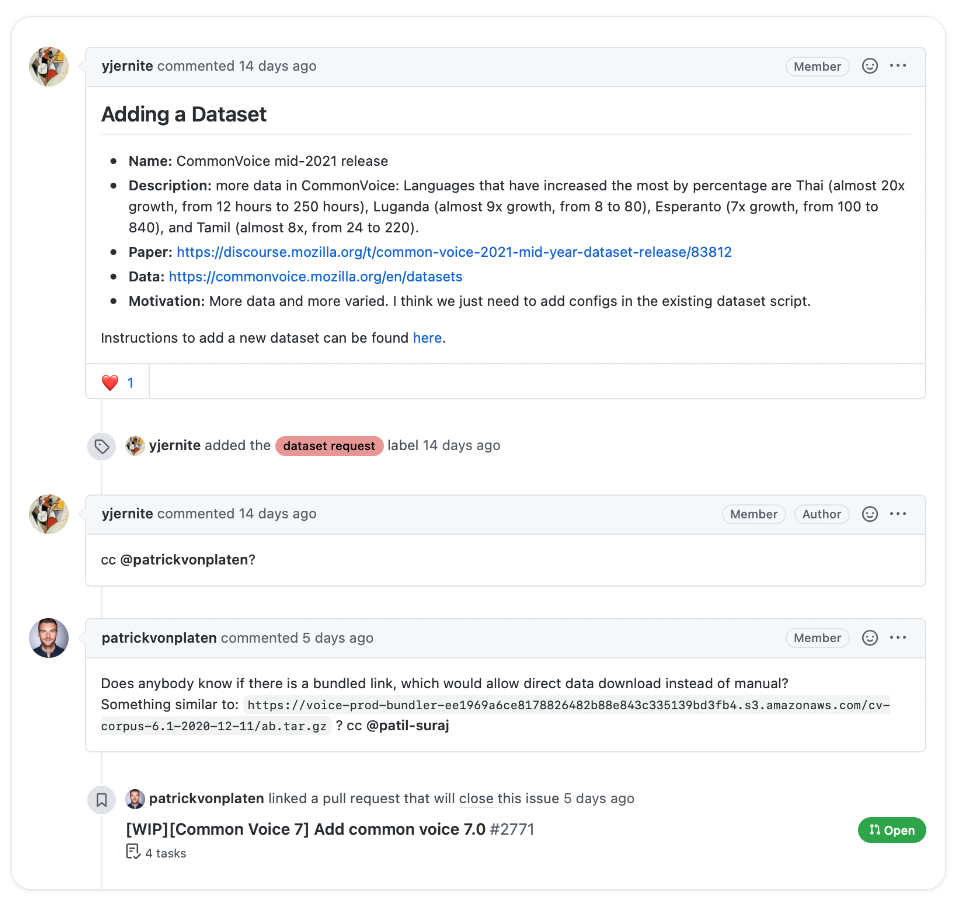 yjernite commented 14 days ago Member
Adding a Dataset
Name: CommonVoice mid-2021 release
Description: more data in CommonVoice: Languages that have increased the most by percentage are Thai (almost 20x
growth, from 12 hours to 250 hours), Luganda (almost 9x growth, from 8 to 80), Esperanto (7x growth, from 100 to
840), and Tamil (almost 8x, from 24 to 220).
Paper: https://discourse.mozilla.org/t/common-voice-2021-mid-year-dataset-release/83812
Data: https://commonvoice.mozilla.org/en/datasets
Motivation: More data and more varied. I think we just need to add configs in the existing dataset script.
Instructions to add a new dataset can be found here.
❤️ 1
yjernite added the dataset request label 14 days ago
yjernite commented 14 days ago Member Author
cc @patrickvonplaten?
patrickvonplaten commented 5 days ago Member
Does anybody know if there is a bundled link, which would allow direct data download instead of manual?
Something similar to: https://voice-prod-bundler-ee1969a6ce8178826482b88e843c335139bd3fb4.s3.amazonaws.com/cv-
corpus-6.1-2020-12-11/ab.tar.gz ? cc @patil-suraj
patrickvonplaten linked a pull request that will close this issue 5 days ago
[WIP][Common Voice 7] Add common voice 7.0 #2771 Open
4 tasks